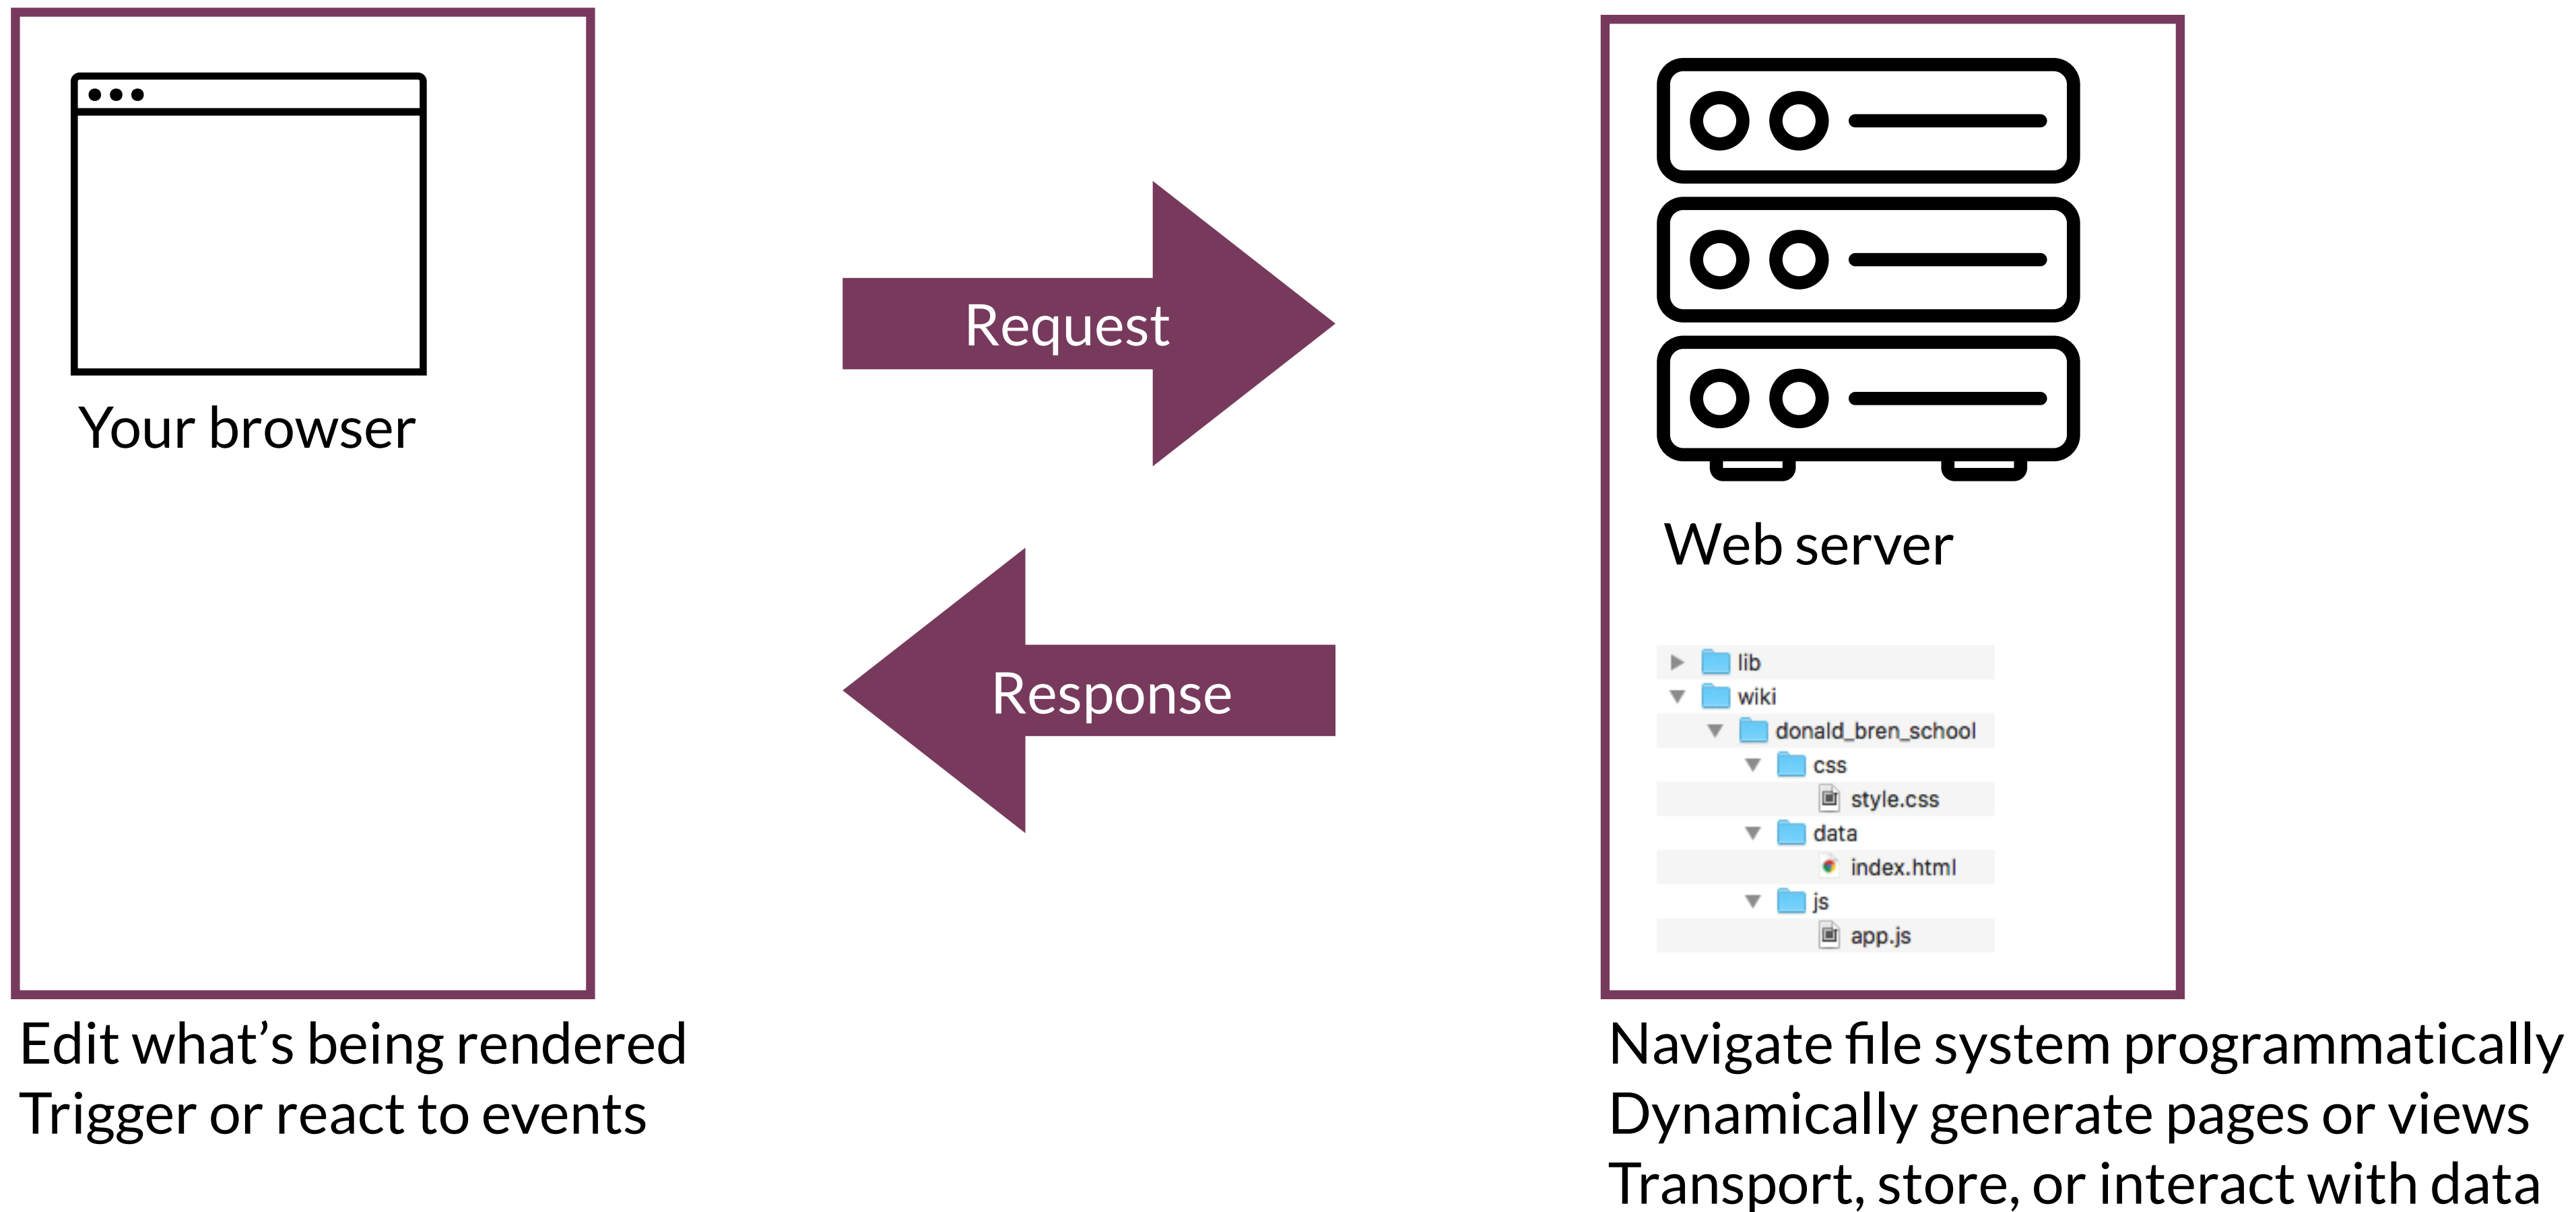 Your browser
Request
Response
Web server
lib
wiki
donald_bren_school
css
style.css
data
index.html
js
app.js
Edit what’s being rendered
Trigger or react to events
Navigate file system programmatically
Dynamically generate pages or views
Transport, store, or interact with data